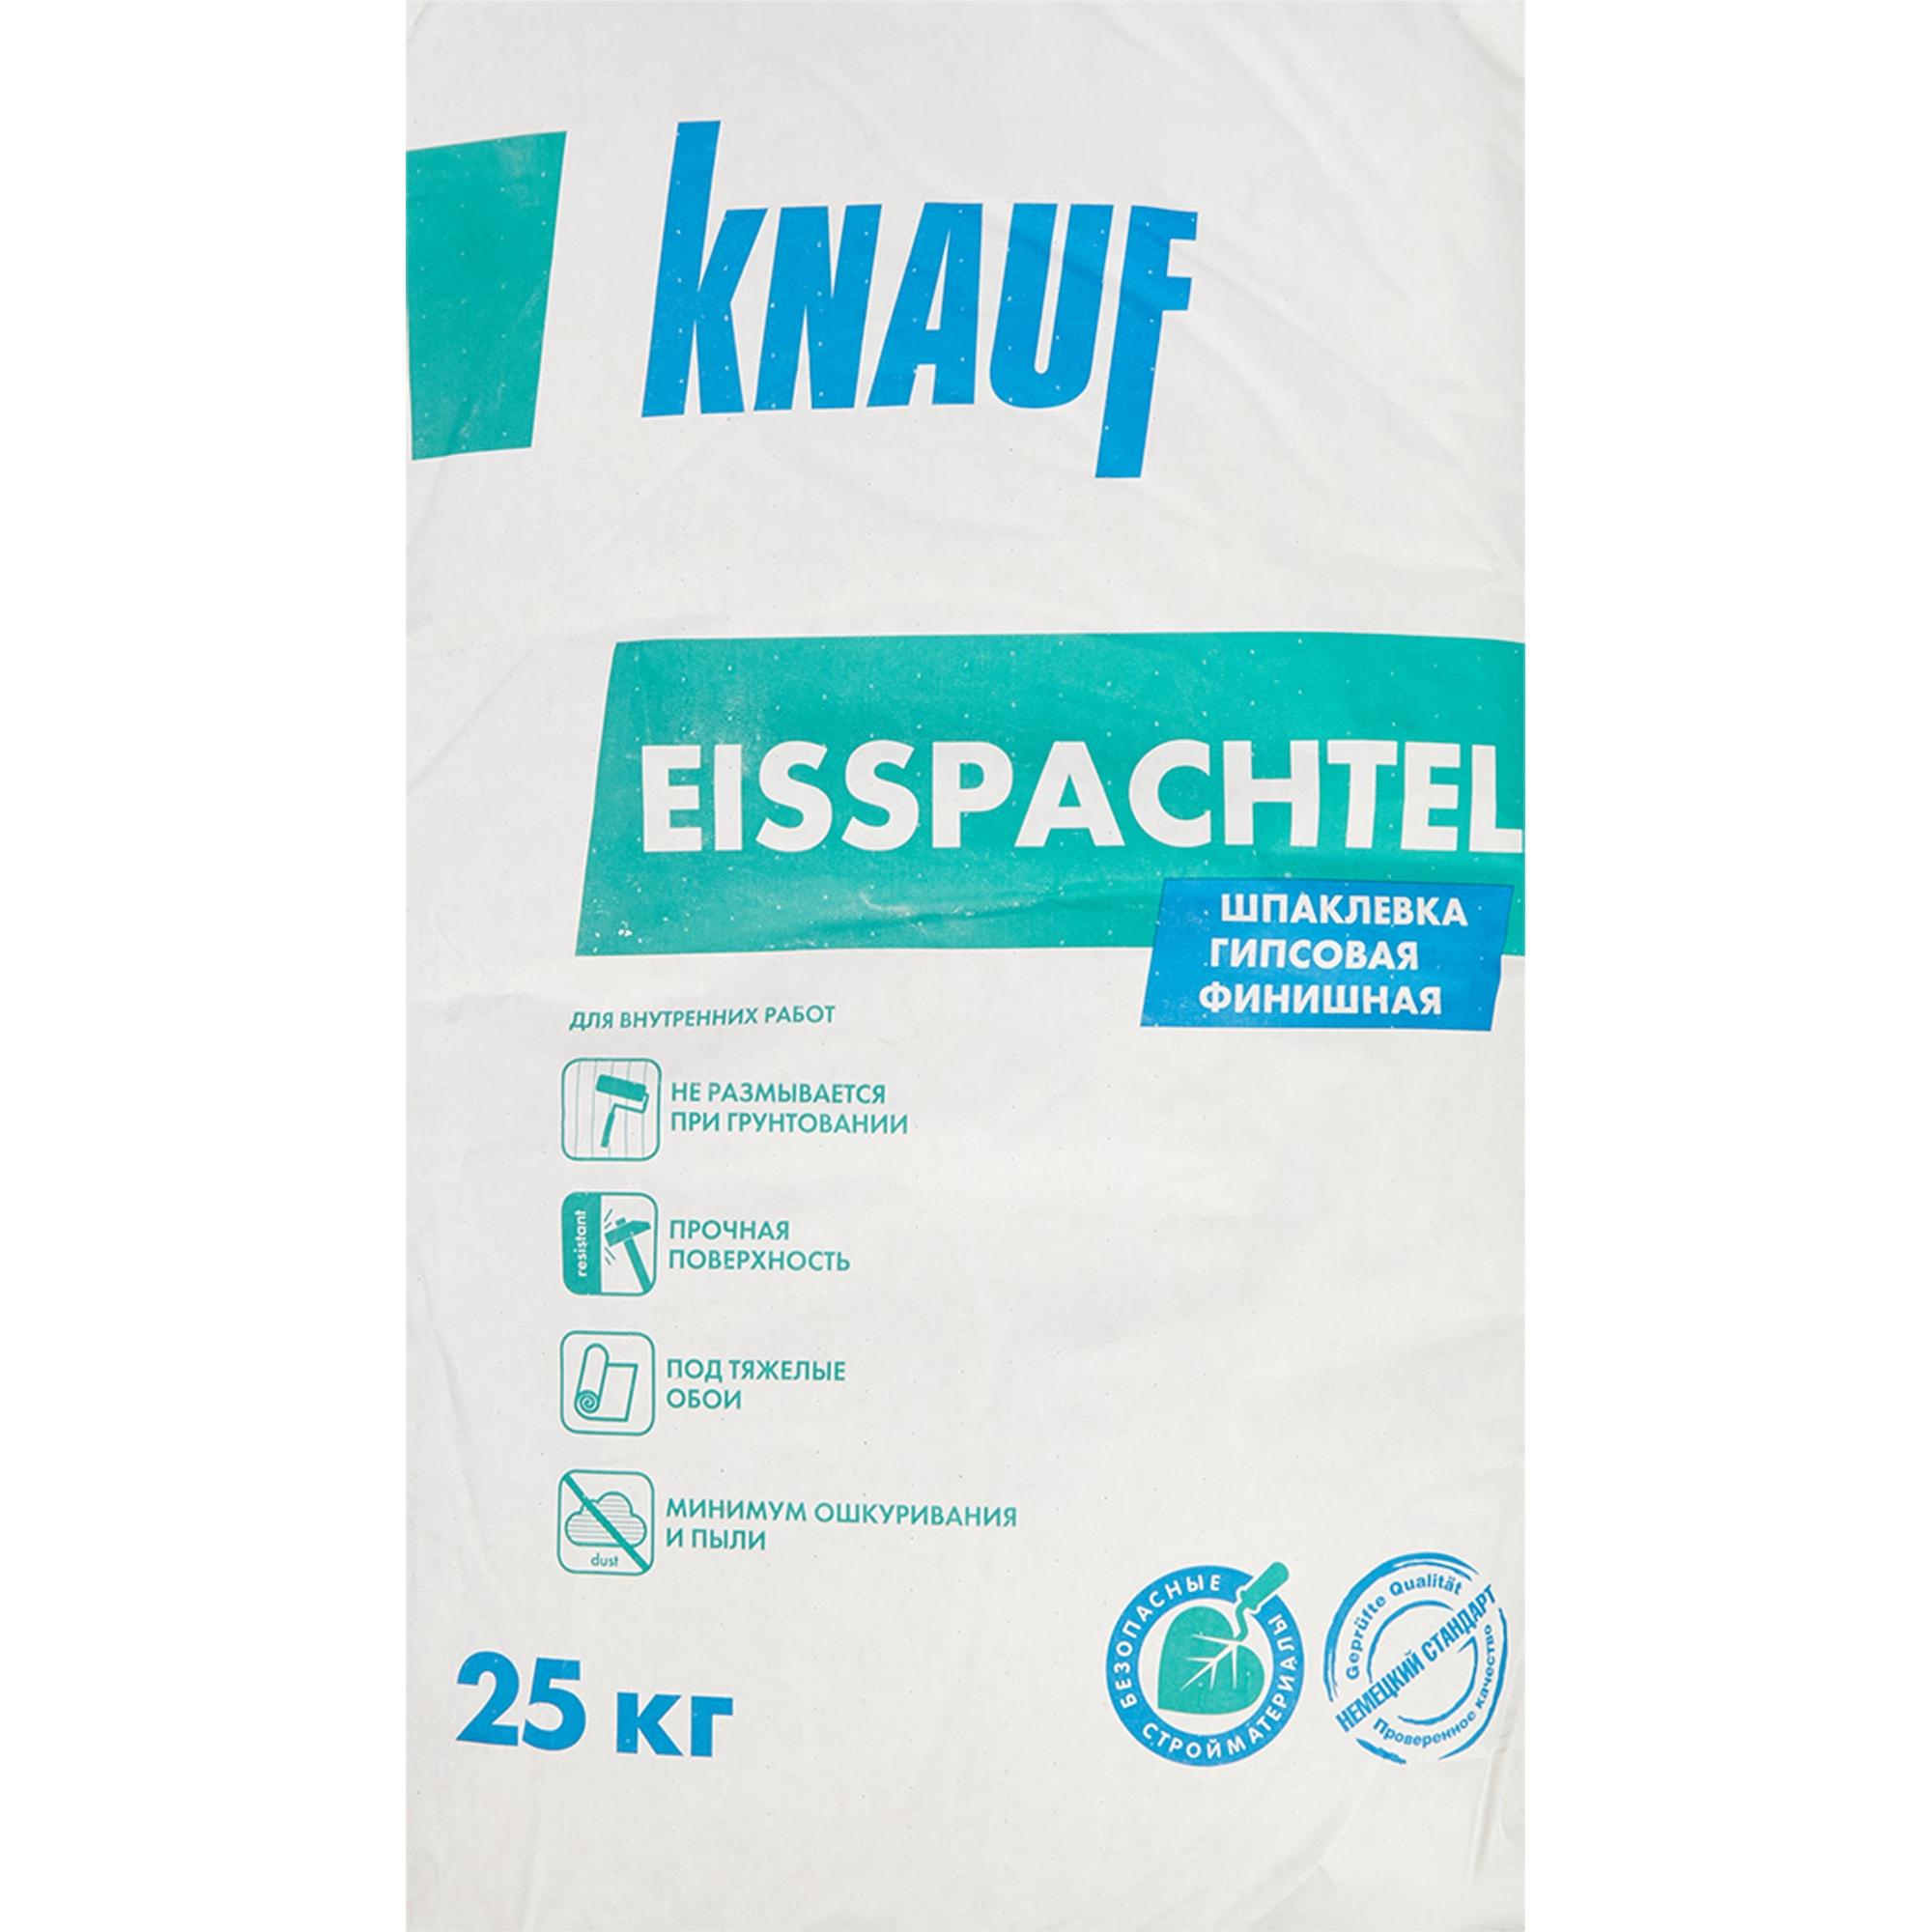 KNAUF
EISSPACHTEL
ШПАКЛЕВКА
ГИПСОВАЯ
ФИНИШНАЯ
ДЛЯ ВНУТРЕННИХ РАБОТ
НЕ РАЗМЫВАЕТСЯ
ПРИ ГРУНТОВАНИИ
resistant
ПРОЧНАЯ
ПОВЕРХНОСТЬ
ПОД ТЯЖЕЛЫЕ
ОБОИ
МИНИМУМ ОШКУРИВАНИЯ
И ПЫЛИ
dust
25 кг
БЕЗОПАСНЫЕ
СТРОЙМАТЕРИАЛЫ
Geprüfte Qualität
НЕМЕЦКИЙ СТАНДАРТ
Проверенное качество